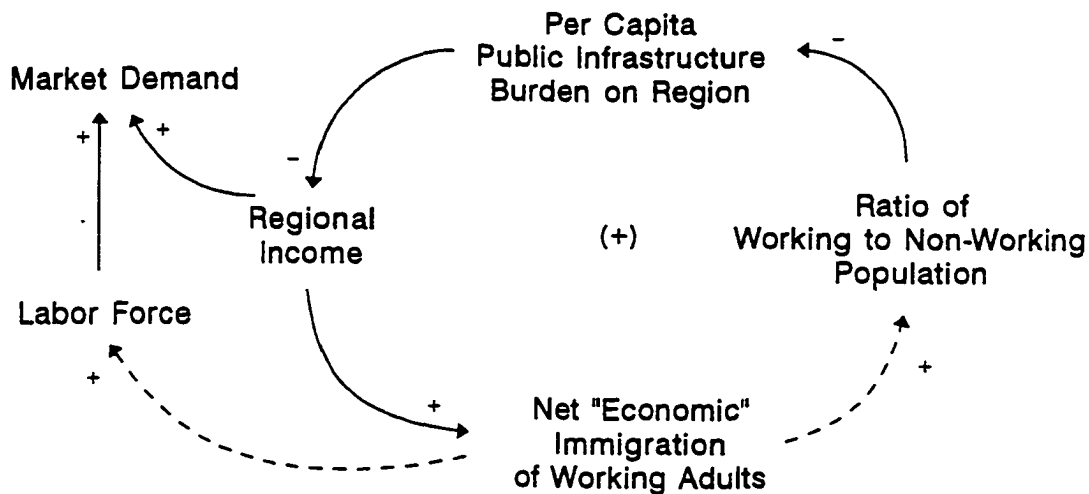 Per Capita
Public Infrastructure
Burden on Region
-
Market Demand
+
+
-
Regional
Income
(+)
Ratio of
Working to Non-Working
Population
Labor Force
+
+
+
Net "Economic"
Immigration
of Working Adults